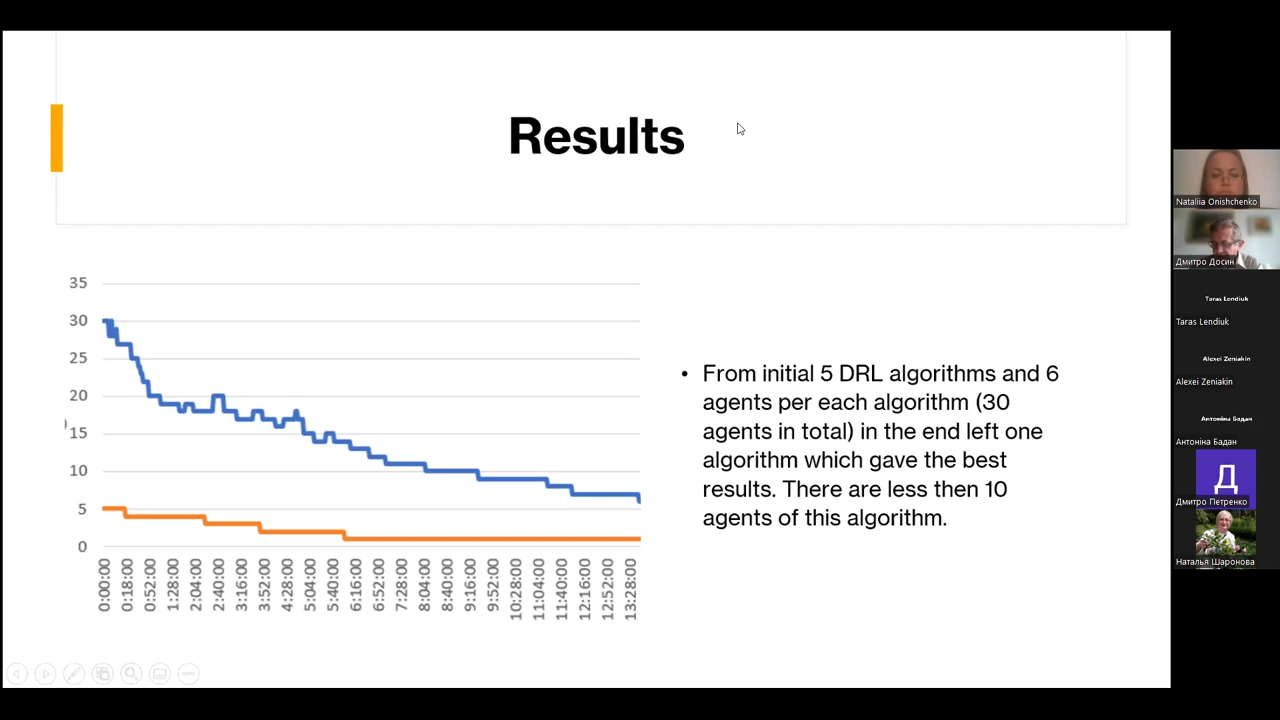 Results
35
30
25
20
15
10
5
0
0:00:00
0:18:00
0:52:00
1:28:00
2:04:00
2:40:00
3:16:00
3:52:00
4:28:00
5:04:00
5:40:00
6:16:00
6:52:00
7:28:00
8:04:00
8:40:00
9:16:00
9:52:00
10:28:00
11:04:00
11:40:00
12:16:00
12:52:00
13:28:00
• From initial 5 DRL algorithms and 6
agents per each algorithm (30
agents in total) in the end left one
algorithm which gave the best
results. There are less then 10
agents of this algorithm.
Nataliia Onishchenko
Дмитро Досин
Taras Lendiuk
Taras Lendiuk
Alexei Zeniakin
Alexei Zeniakin
Антоніна Бадан
Антоніна Бадан
Д
Дмитро Петренко
Наталья Шаронова